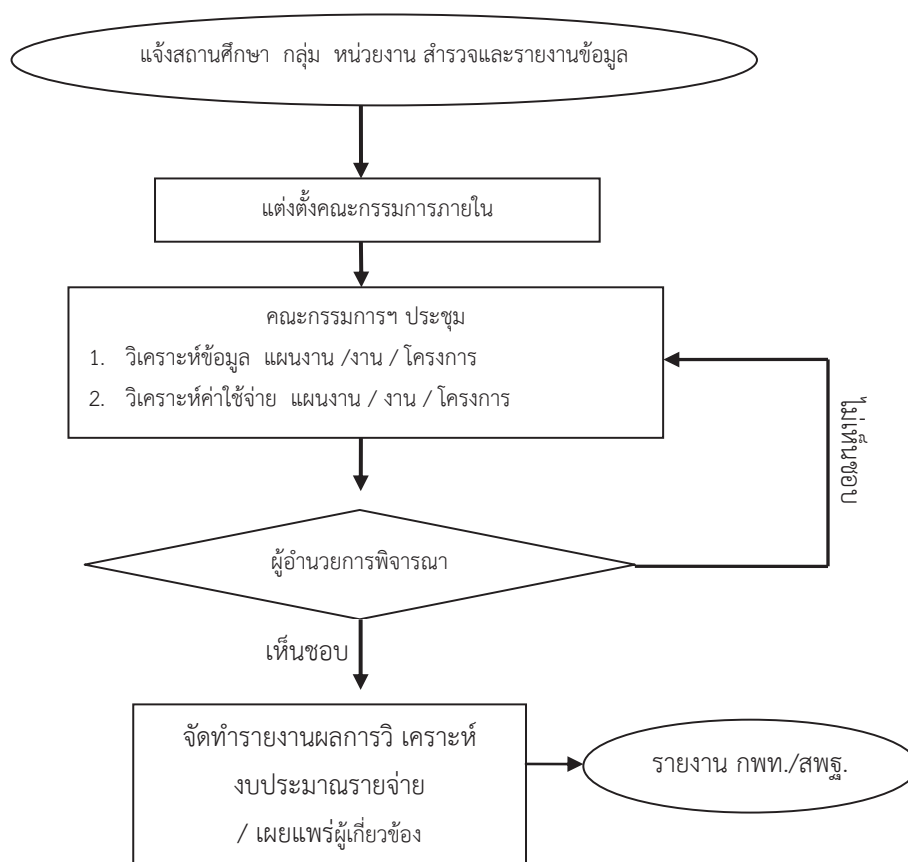 แจ้งสถานศึกษา กลุ่ม หน่วยงาน สำรวจและรายงานข้อมูล
แต่งตั้งคณะกรรมการภายใน
คณะกรรมการฯ ประชุม
1. วิเคราะห์ข้อมูล แผนงาน /งาน / โครงการ
2. วิเคราะห์ค่าใช้จ่าย แผนงาน / งาน / โครงการ
ไม่เห็นชอบ
ผู้อำนวยการพิจารณา
เห็นชอบ
จัดทำรายงานผลการวิ เคราะห์
งบประมาณรายจ่าย
/ เผยแพร่ผู้เกี่ยวข้อง
รายงาน กพท./สพฐ.